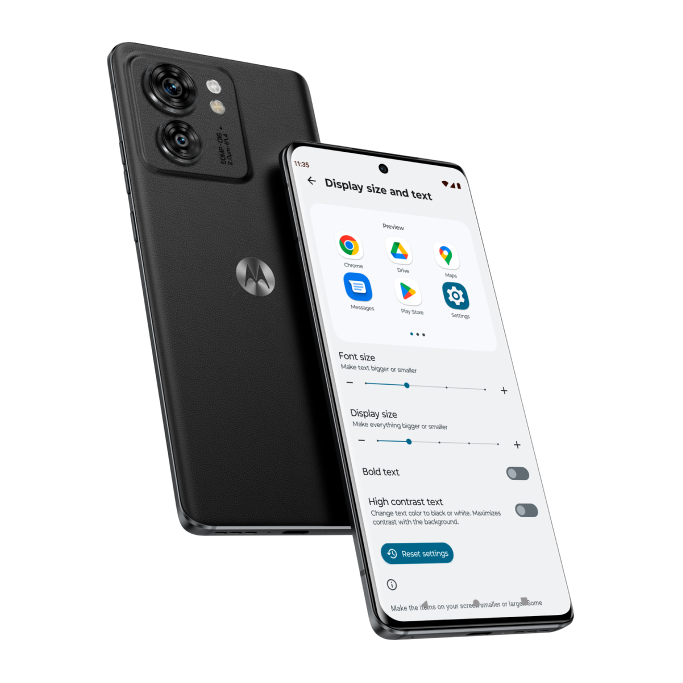 50MP OIS
2.0μm f/1.4
11:35
Display size and text
Preview
Chrome
Drive
Maps
Messages
Play Store
Settings
Font size
Make text bigger or smaller
Display size
Make everything bigger or smaller
Bold text
High contrast text
Change text color to black or white. Maximizes
contrast with the background.
Reset settings
Make the items on your screen smaller or larger. Some